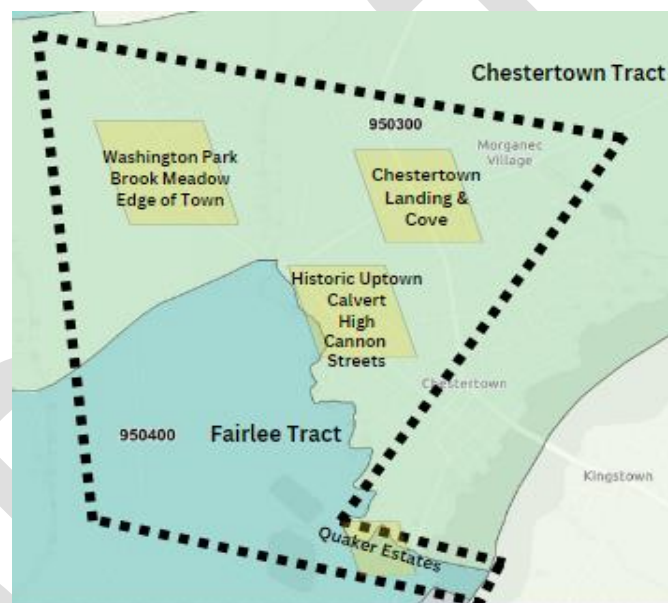 Chestertown Tract
950300
Morganec
Village
Washington Park
Brook Meadow
Edge of Town
Chestertown
Landing &
Cove
Historic Uptown
Calvert
High
Cannon
Streets
Chestertown
950400
Fairlee Tract
Kingstown
Quaker Estates